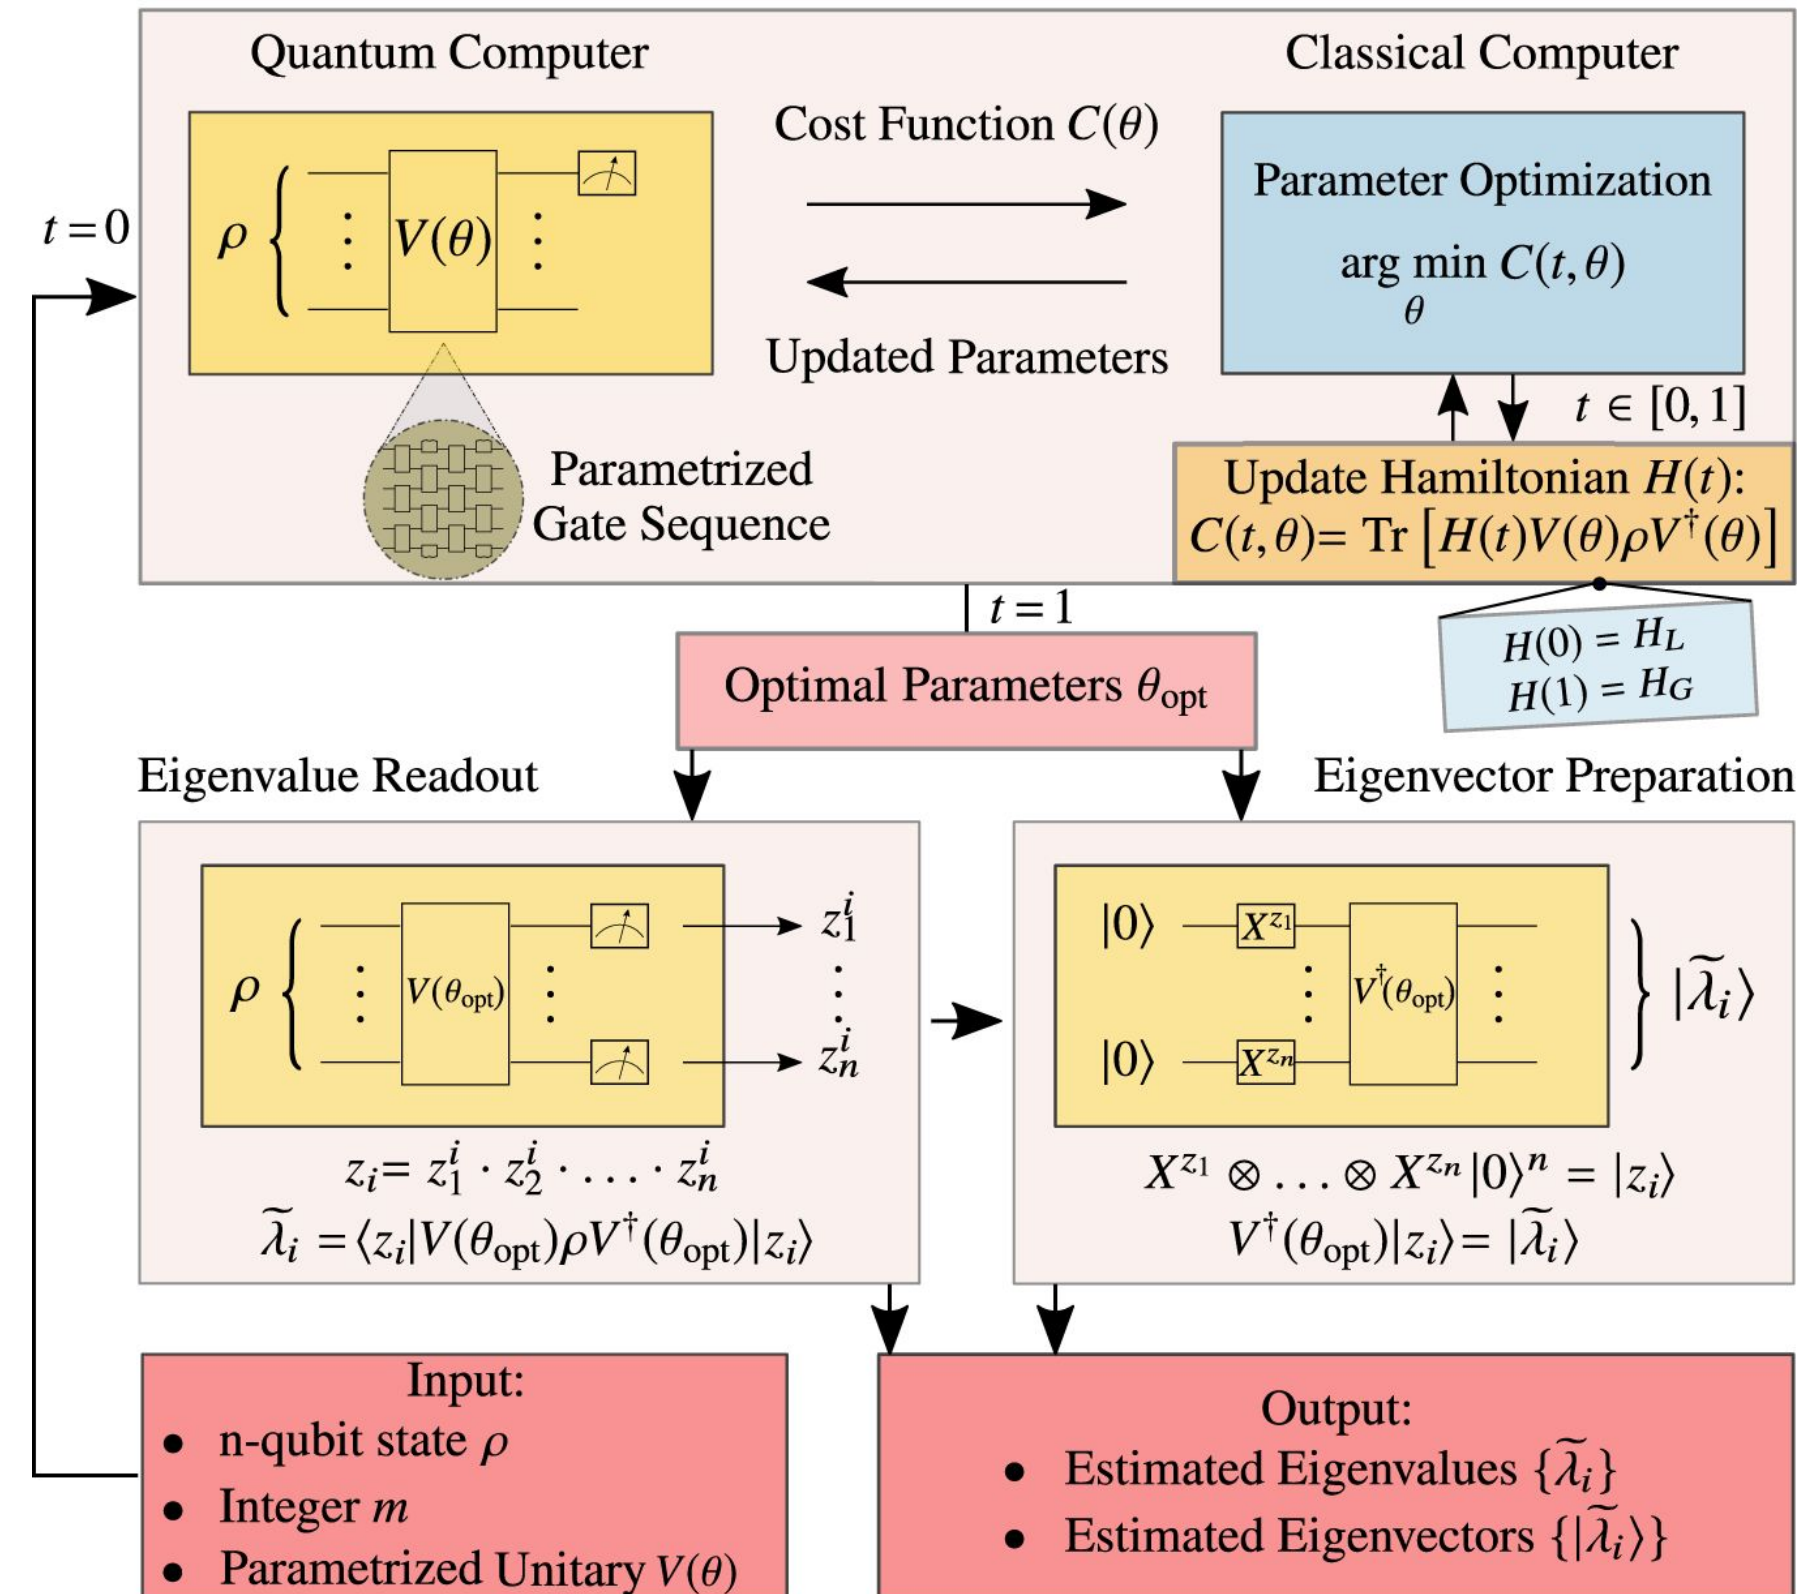 Quantum Computer
Classical Computer
Cost Function C(θ)
t = 0
ρ
V(θ)
Parameter Optimization
arg min C(t, θ)
θ
Updated Parameters
t ∈ [0, 1]
Parametrized
Gate Sequence
Update Hamiltonian H(t):
C(t, θ)= Tr [H(t)V(θ)ρV†(θ)]
t = 1
H(0) = H_L
H(1) = H_G
Optimal Parameters θ_opt
Eigenvalue Readout
Eigenvector Preparation
ρ
V(θ_opt)
z_1^i
z_n^i
z_i= z_1^i · z_2^i · . . . · z_n^i
λ̃_i =⟨z_i|V(θ_opt)ρV†(θ_opt)|z_i⟩
|0⟩
X^{z_1}
V†(θ_opt)
|λ̃_i⟩
|0⟩
X^{z_n}
X^{z_1} ⊗ . . . ⊗ X^{z_n}|0⟩^n = |z_i⟩
V†(θ_opt)|z_i⟩= |λ̃_i⟩
Input:
• n-qubit state ρ
• Integer m
• Parametrized Unitary V(θ)
Output:
• Estimated Eigenvalues {λ̃_i}
• Estimated Eigenvectors {|λ̃_i⟩}